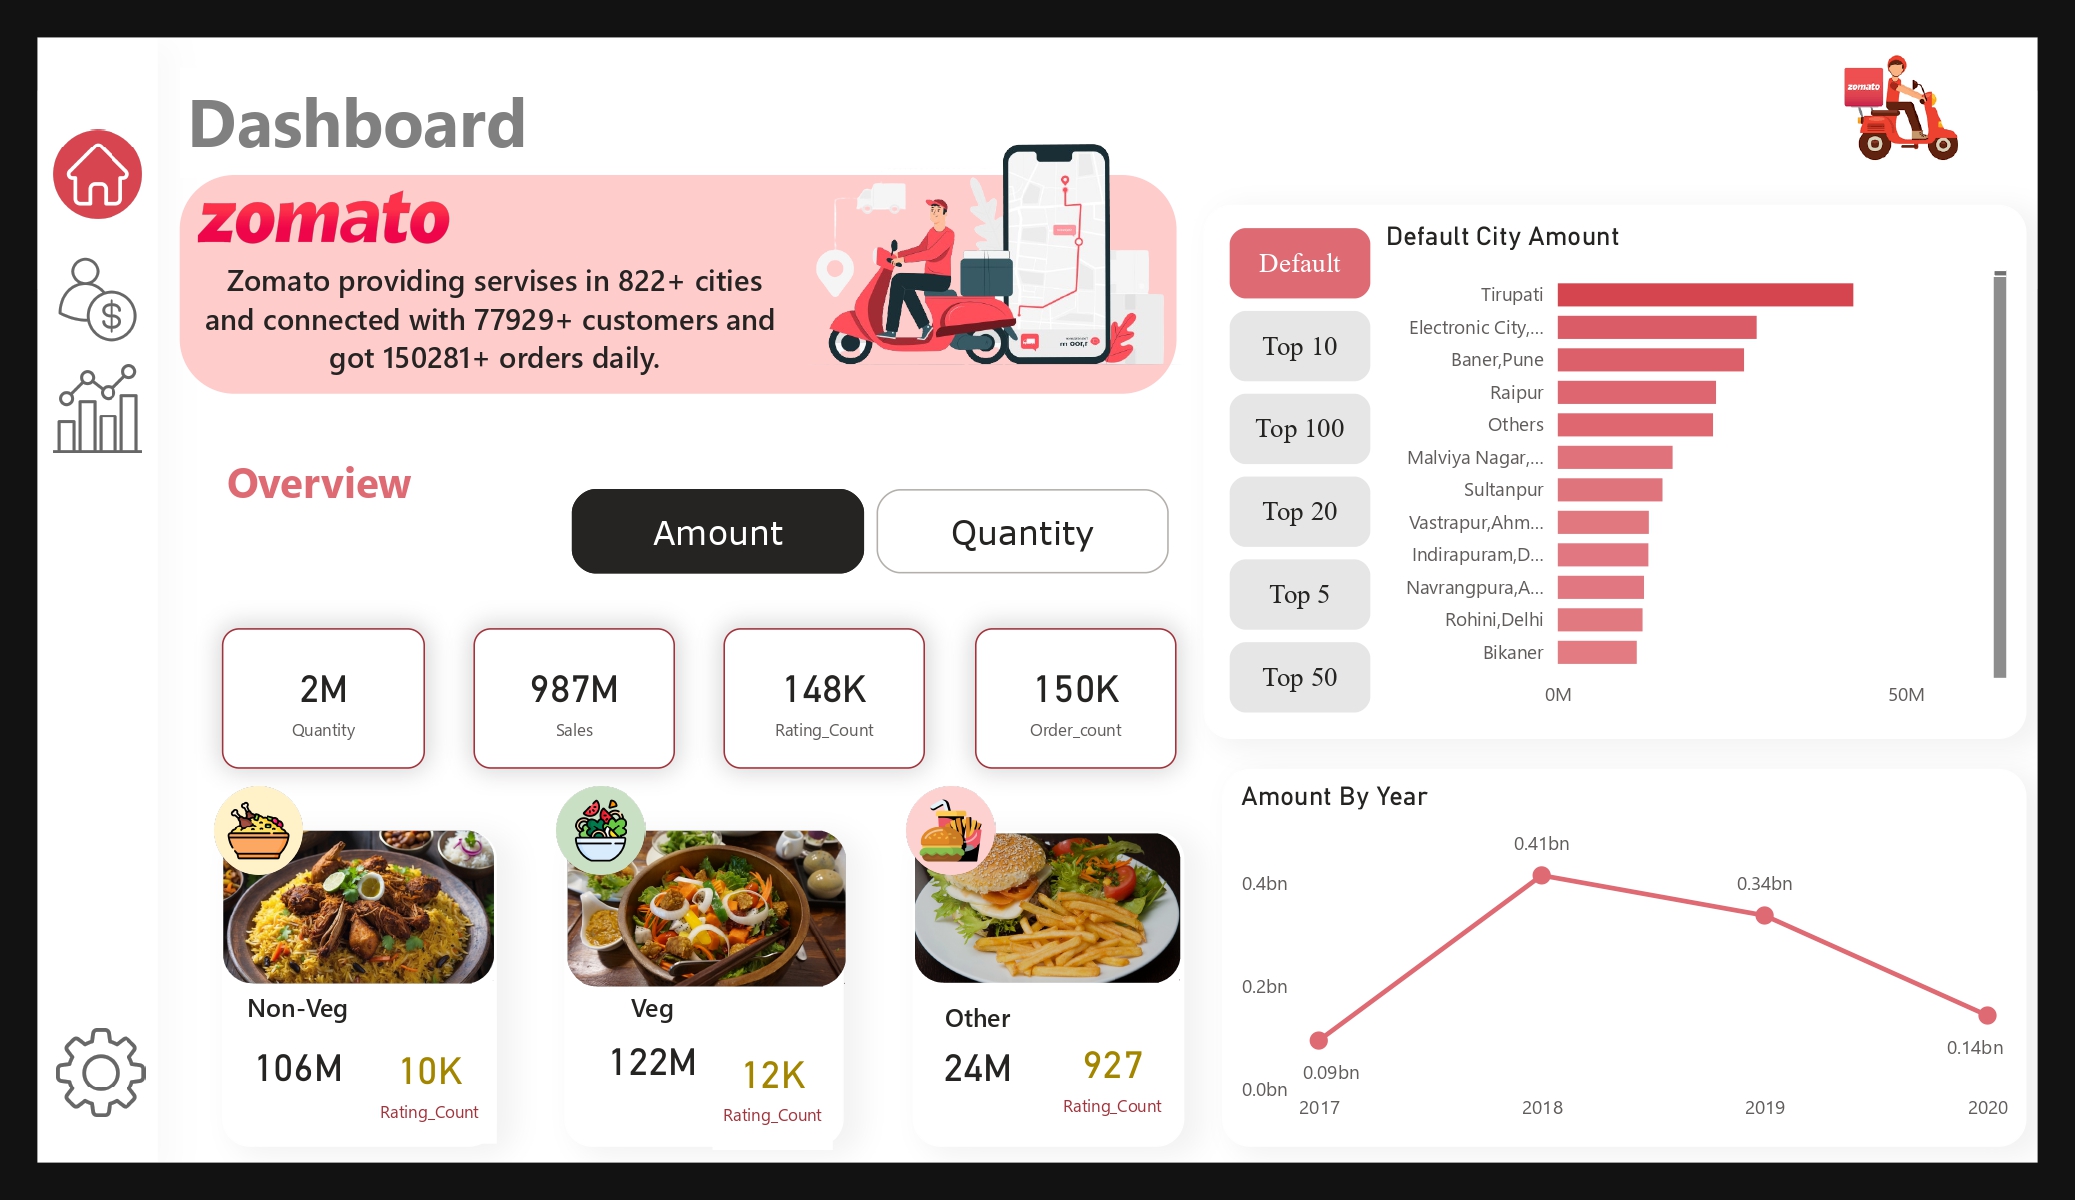 Dashboard
zomato
zomato
Zomato providing servises in 822+ cities
and connected with 77929+ customers and
got 150281+ orders daily.
Overview
Amount
Quantity
2M
Quantity
987M
Sales
148K
Rating_Count
150K
Order_count
Non-Veg
106M
10K
Rating_Count
Veg
122M
12K
Rating_Count
Other
24M
927
Rating_Count
Default
Top 10
Top 100
Top 20
Top 5
Top 50
Default City Amount
Tirupati
Electronic City,...
Baner,Pune
Raipur
Others
Malviya Nagar,...
Sultanpur
Vastrapur,Ahm...
Indirapuram,D...
Navrangpura,A...
Rohini,Delhi
Bikaner
0M 50M
Amount By Year
0.4bn
0.2bn
0.0bn
0.09bn
0.41bn
0.34bn
0.14bn
2017 2018 2019 2020